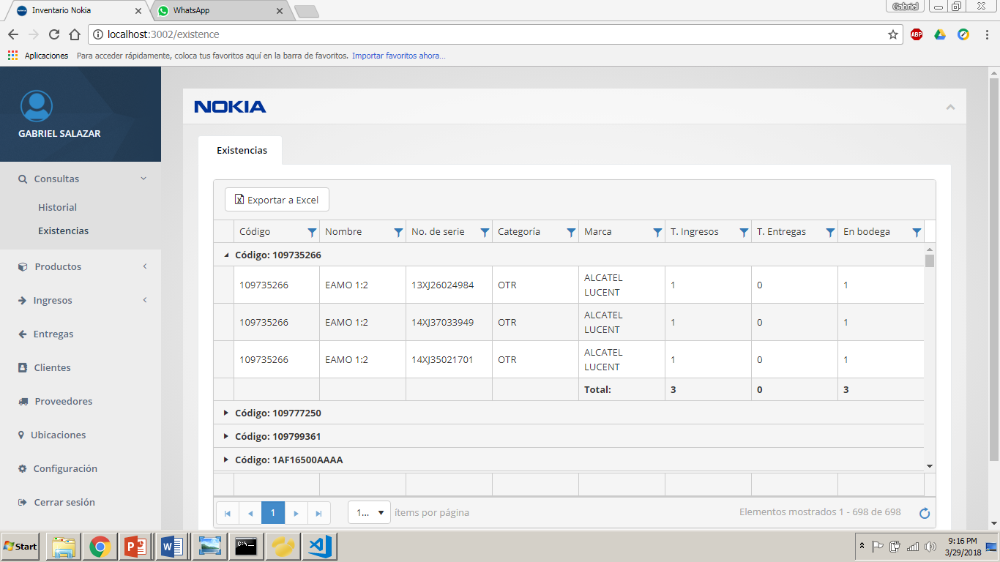 Inventario Nokia
WhatsApp
Gabriel
localhost:3002/existence
ABP
Aplicaciones Para acceder rápidamente, coloca tus favoritos aquí en la barra de favoritos. Importar favoritos ahora...
GABRIEL SALAZAR
Consultas
Historial
Existencias
Productos
Ingresos
Entregas
Clientes
Proveedores
Ubicaciones
Configuración
Cerrar sesión
NOKIA
Existencias
Exportar a Excel
Código Nombre No. de serie Categoría Marca T. Ingresos T. Entregas En bodega
Código: 109735266
109735266 EAMO 1:2 13XJ26024984 OTR ALCATEL LUCENT 1 0 1
109735266 EAMO 1:2 14XJ37033949 OTR ALCATEL LUCENT 1 0 1
109735266 EAMO 1:2 14XJ35021701 OTR ALCATEL LUCENT 1 0 1
Total: 3 0 3
Código: 109777250
Código: 109799361
Código: 1AF16500AAAA
1 1... ítems por página Elementos mostrados 1 - 698 de 698
Start
9:16 PM
3/29/2018